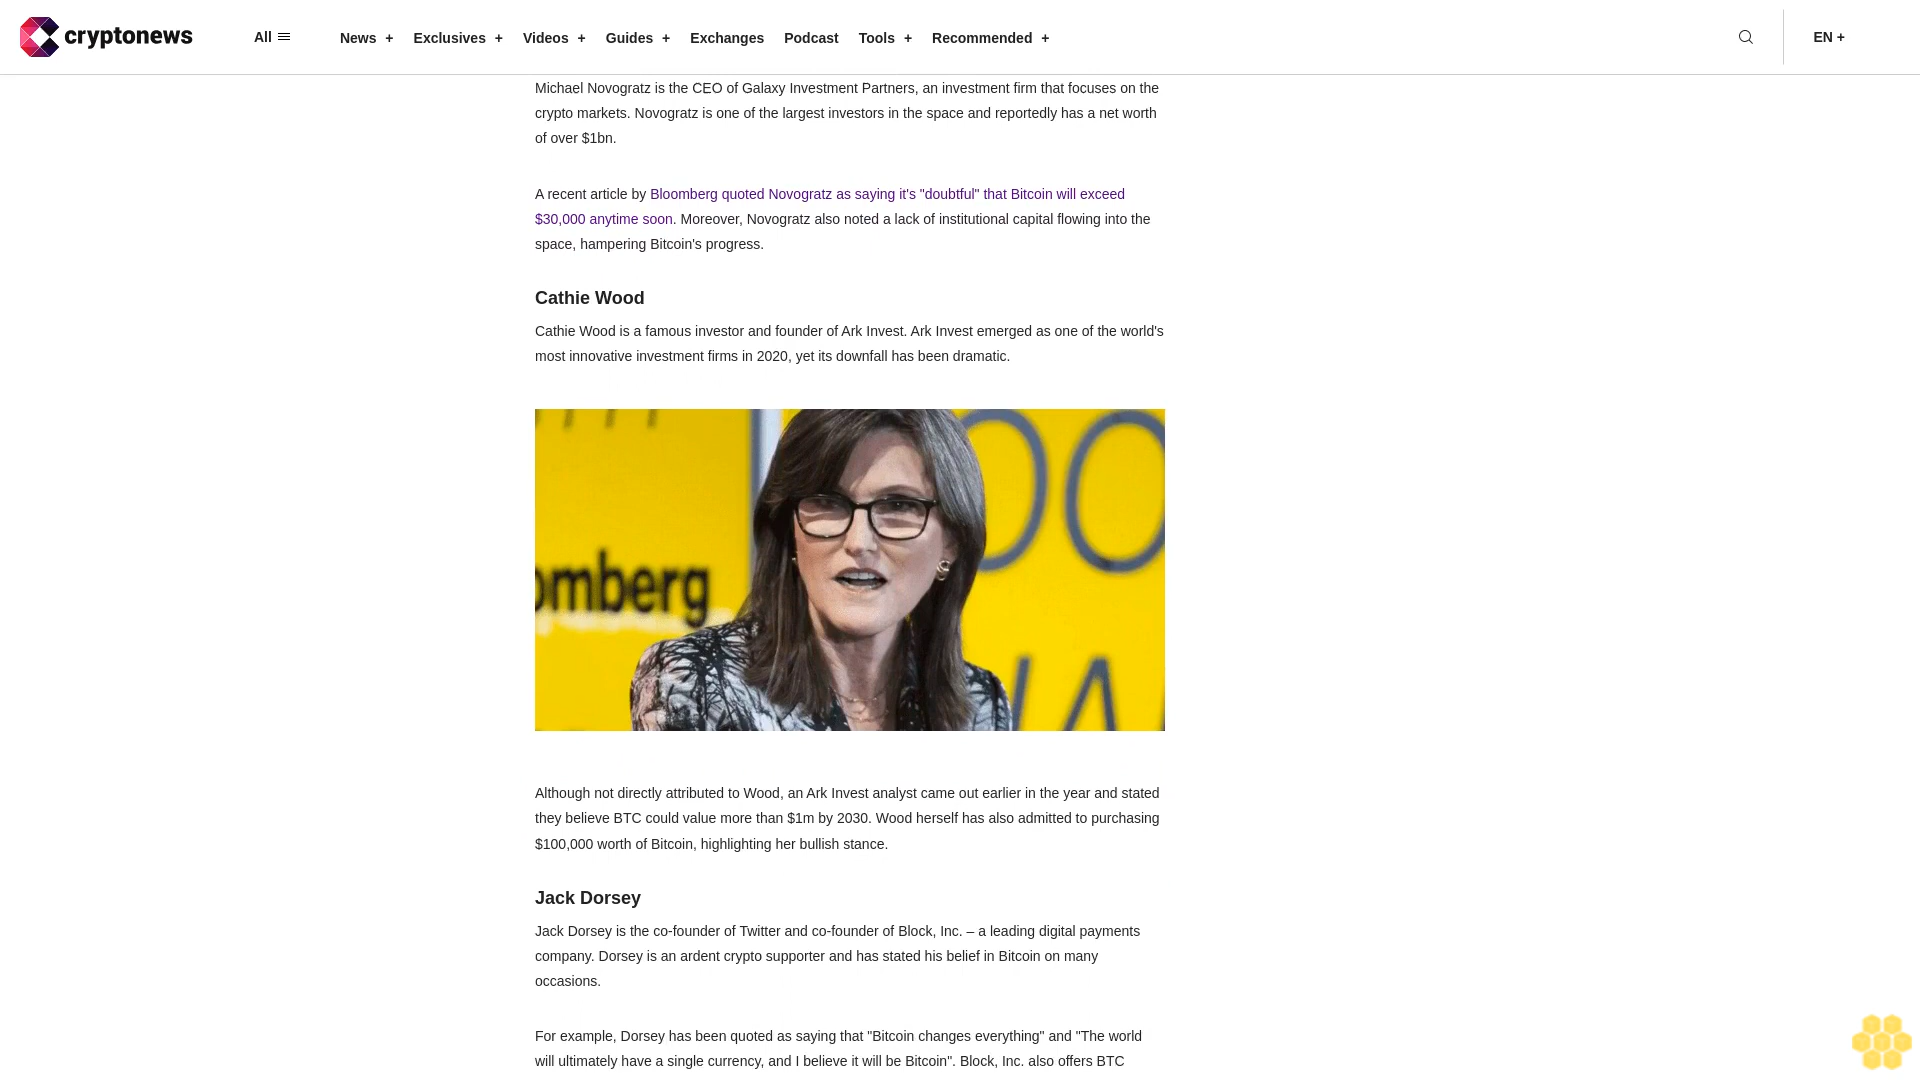 cryptonews
All
News + Exclusives + Videos + Guides + Exchanges Podcast Tools + Recommended +
EN +
Michael Novogratz is the CEO of Galaxy Investment Partners, an investment firm that focuses on the
crypto markets. Novogratz is one of the largest investors in the space and reportedly has a net worth
of over $1bn.
A recent article by Bloomberg quoted Novogratz as saying it's "doubtful" that Bitcoin will exceed
$30,000 anytime soon. Moreover, Novogratz also noted a lack of institutional capital flowing into the
space, hampering Bitcoin's progress.
Cathie Wood
Cathie Wood is a famous investor and founder of Ark Invest. Ark Invest emerged as one of the world's
most innovative investment firms in 2020, yet its downfall has been dramatic.
omberg
Although not directly attributed to Wood, an Ark Invest analyst came out earlier in the year and stated
they believe BTC could value more than $1m by 2030. Wood herself has also admitted to purchasing
$100,000 worth of Bitcoin, highlighting her bullish stance.
Jack Dorsey
Jack Dorsey is the co-founder of Twitter and co-founder of Block, Inc. – a leading digital payments
company. Dorsey is an ardent crypto supporter and has stated his belief in Bitcoin on many
occasions.
For example, Dorsey has been quoted as saying that "Bitcoin changes everything" and "The world
will ultimately have a single currency, and I believe it will be Bitcoin". Block, Inc. also offers BTC